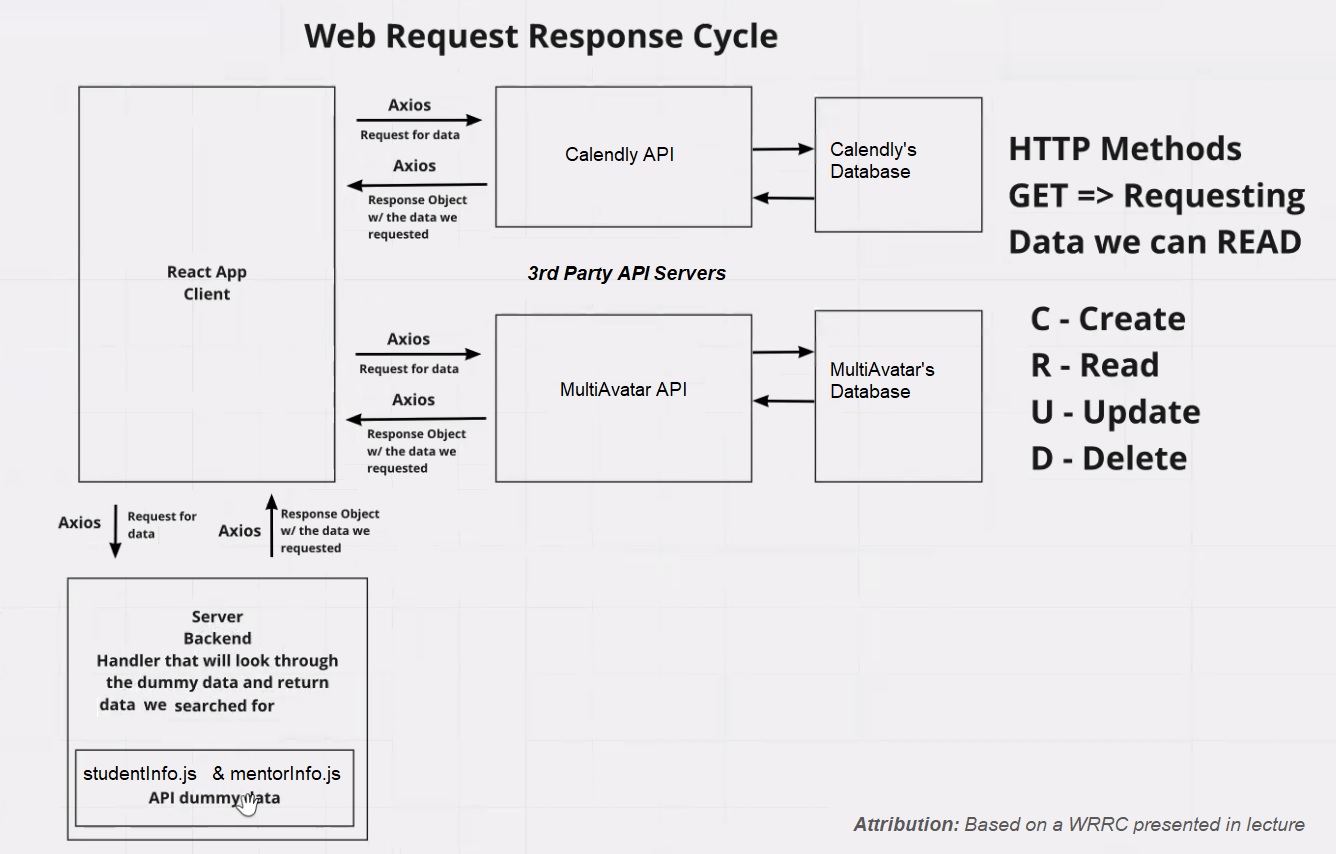 Web Request Response Cycle
React App
Client
Axios
Request for data
Axios
Response Object
w/ the data we
requested
Calendly API
Calendly's
Database
3rd Party API Servers
Axios
Request for data
Axios
Response Object
w/ the data we
requested
MultiAvatar API
MultiAvatar's
Database
HTTP Methods
GET => Requesting
Data we can READ
C - Create
R - Read
U - Update
D - Delete
Axios
Request for
data
Axios
Response Object
w/ the data we
requested
Server
Backend
Handler that will look through
the dummy data and return
data we searched for
studentInfo.js & mentorInfo.js
API dummy data
Attribution: Based on a WRRC presented in lecture